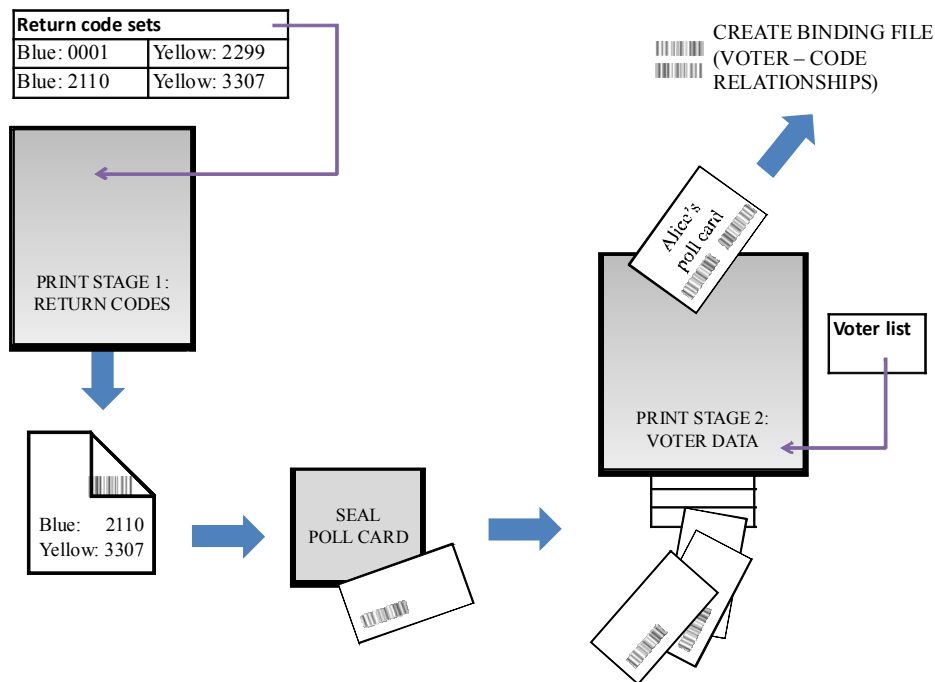 Return code sets
Blue: 0001 Yellow: 2299
Blue: 2110 Yellow: 3307
CREATE BINDING FILE
(VOTER – CODE
RELATIONSHIPS)
Alice's
poll card
PRINT STAGE 1:
RETURN CODES
Voter list
PRINT STAGE 2:
VOTER DATA
Blue: 2110
Yellow: 3307
SEAL
POLL CARD